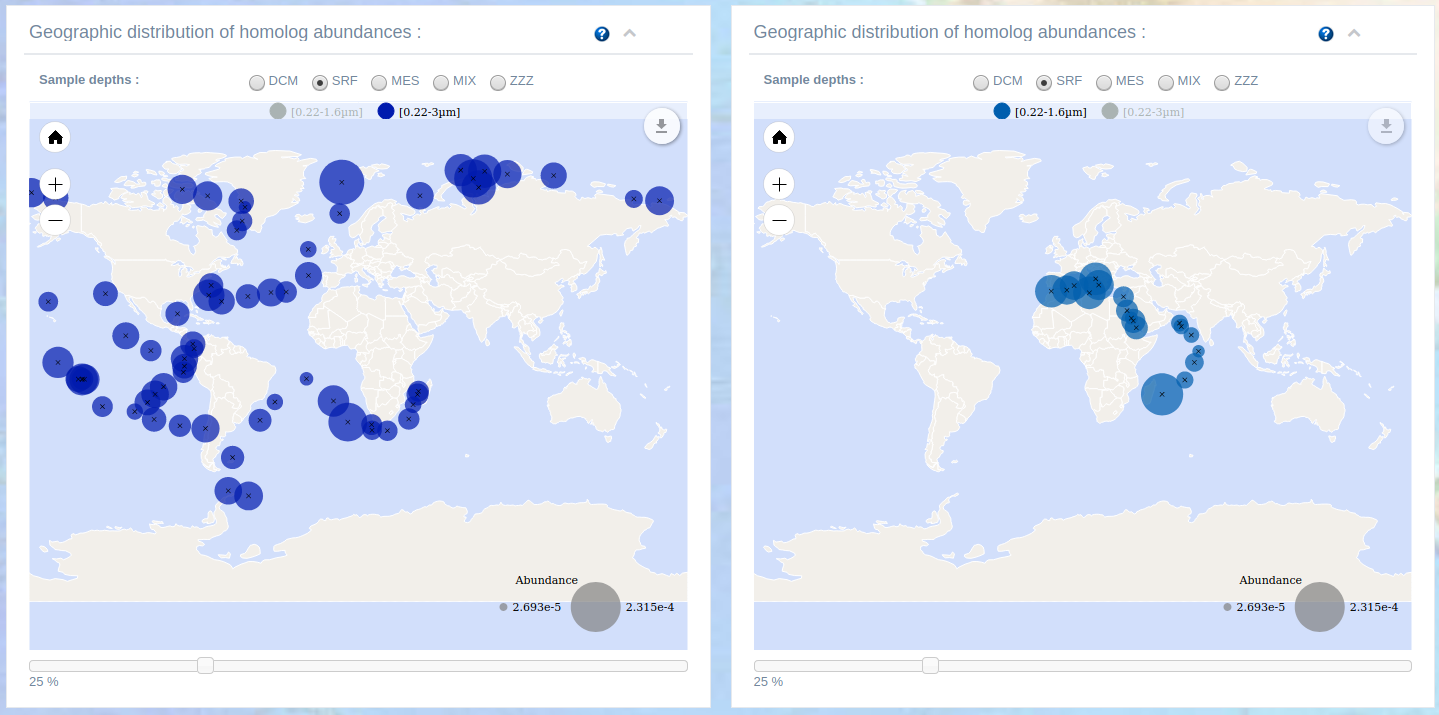 Geographic distribution of homolog abundances : ?
Sample depths : DCM SRF MES MIX ZZZ
[0.22-1.6µm] [0.22-3µm]
+
−
Abundance
2.693e-5 2.315e-4
25 %
Geographic distribution of homolog abundances : ?
Sample depths : DCM SRF MES MIX ZZZ
[0.22-1.6µm] [0.22-3µm]
+
−
Abundance
2.693e-5 2.315e-4
25 %